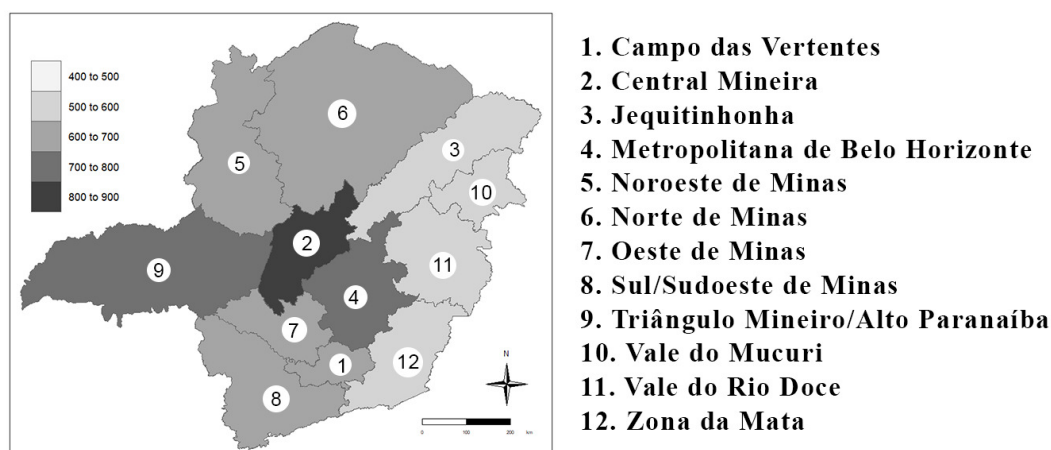 400 to 500
500 to 600
600 to 700
700 to 800
800 to 900
6
5
3
10
2
9
11
4
7
1
12
8
N
0 100 200
km
1. Campo das Vertentes
2. Central Mineira
3. Jequitinhonha
4. Metropolitana de Belo Horizonte
5. Noroeste de Minas
6. Norte de Minas
7. Oeste de Minas
8. Sul/Sudoeste de Minas
9. Triângulo Mineiro/Alto Paranaíba
10. Vale do Mucuri
11. Vale do Rio Doce
12. Zona da Mata